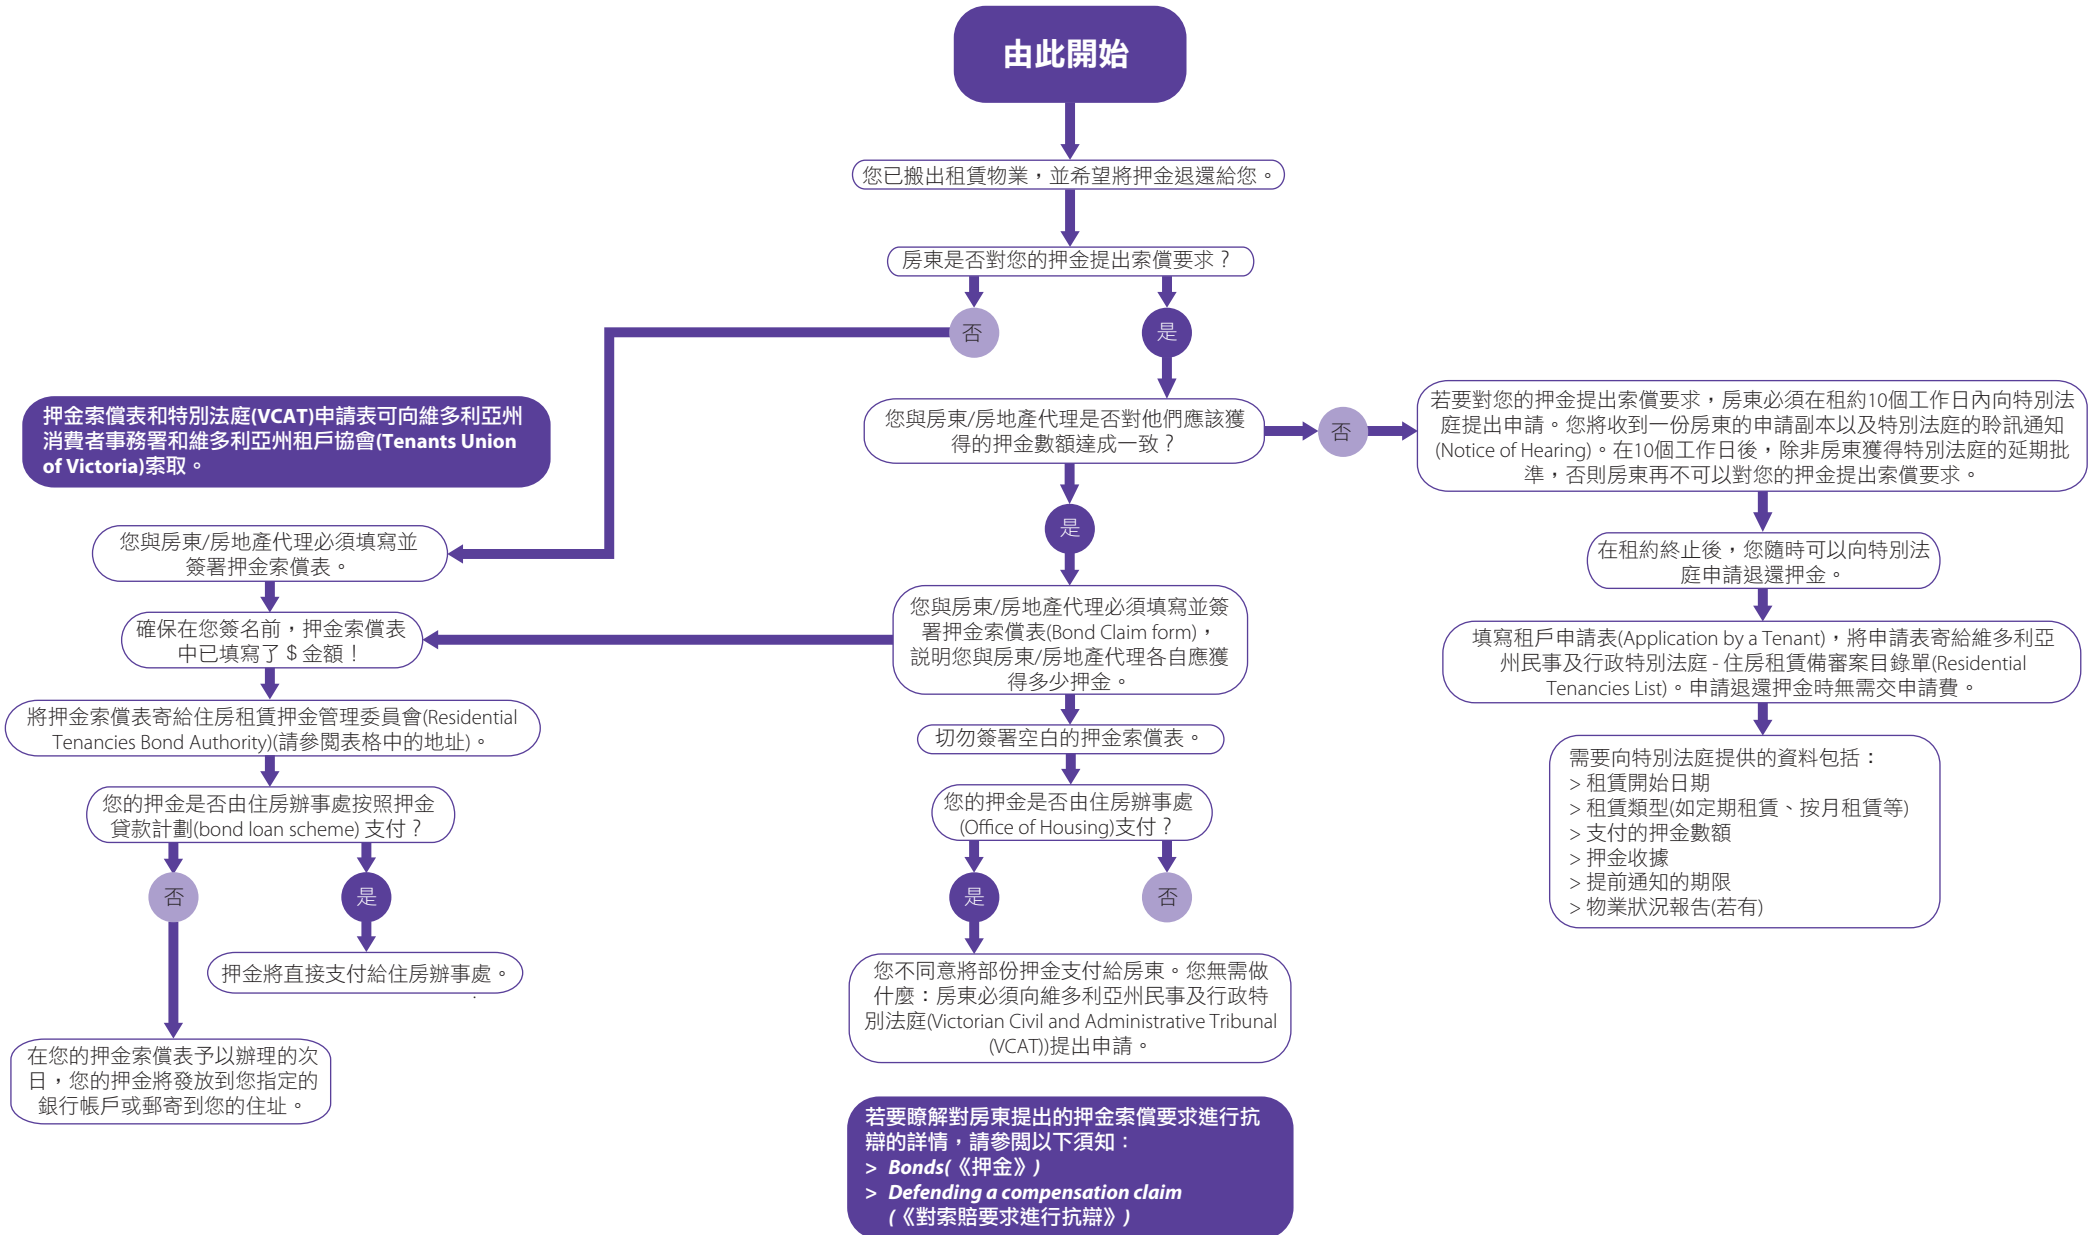 由此開始
您已搬出租賃物業，並希望將押金退還給您。
房東是否對您的押金提出索償要求？
否
是
押金索償表和特別法庭(VCAT)申請表可向維多利亞州
消費者事務署和維多利亞州租戶協會(Tenants Union
of Victoria)索取。
您與房東/房地產代理必須填寫並
簽署押金索償表。
確保在您簽名前，押金索償表
中已填寫了＄金額！
將押金索償表寄給住房租賃押金管理委員會(Residential
Tenancies Bond Authority)(請參閱表格中的地址)。
您的押金是否由住房辦事處按照押金
貸款計劃(bond loan scheme) 支付？
否
是
押金將直接支付給住房辦事處。
在您的押金索償表予以辦理的次
日，您的押金將發放到您指定的
銀行帳戶或郵寄到您的住址。
您與房東/房地產代理是否對他們應該獲
得的押金數額達成一致？
是
您與房東/房地產代理必須填寫並簽
署押金索償表(Bond Claim form)，
説明您與房東/房地產代理各自應獲
得多少押金。
切勿簽署空白的押金索償表。
您的押金是否由住房辦事處
(Office of Housing)支付？
是
否
您不同意將部份押金支付給房東。您無需做
什麼：房東必須向維多利亞州民事及行政特
別法庭(Victorian Civil and Administrative Tribunal
(VCAT))提出申請。
若要瞭解對房東提出的押金索償要求進行抗
辯的詳情，請參閱以下須知：
> Bonds(《押金》)
> Defending a compensation claim
(《對索賠要求進行抗辯》)
否
若要對您的押金提出索償要求，房東必須在租約10個工作日內向特別法
庭提出申請。您將收到一份房東的申請副本以及特別法庭的聆訊通知
(Notice of Hearing)。在10個工作日後，除非房東獲得特別法庭的延期批
準，否則房東再不可以對您的押金提出索償要求。
在租約終止後，您隨時可以向特別法
庭申請退還押金。
填寫租戶申請表(Application by a Tenant)，將申請表寄給維多利亞
州民事及行政特別法庭 - 住房租賃備審案目錄單(Residential
Tenancies List)。申請退還押金時無需交申請費。
需要向特別法庭提供的資料包括：
> 租賃開始日期
> 租賃類型(如定期租賃、按月租賃等)
> 支付的押金數額
> 押金收據
> 提前通知的期限
> 物業狀況報告(若有)